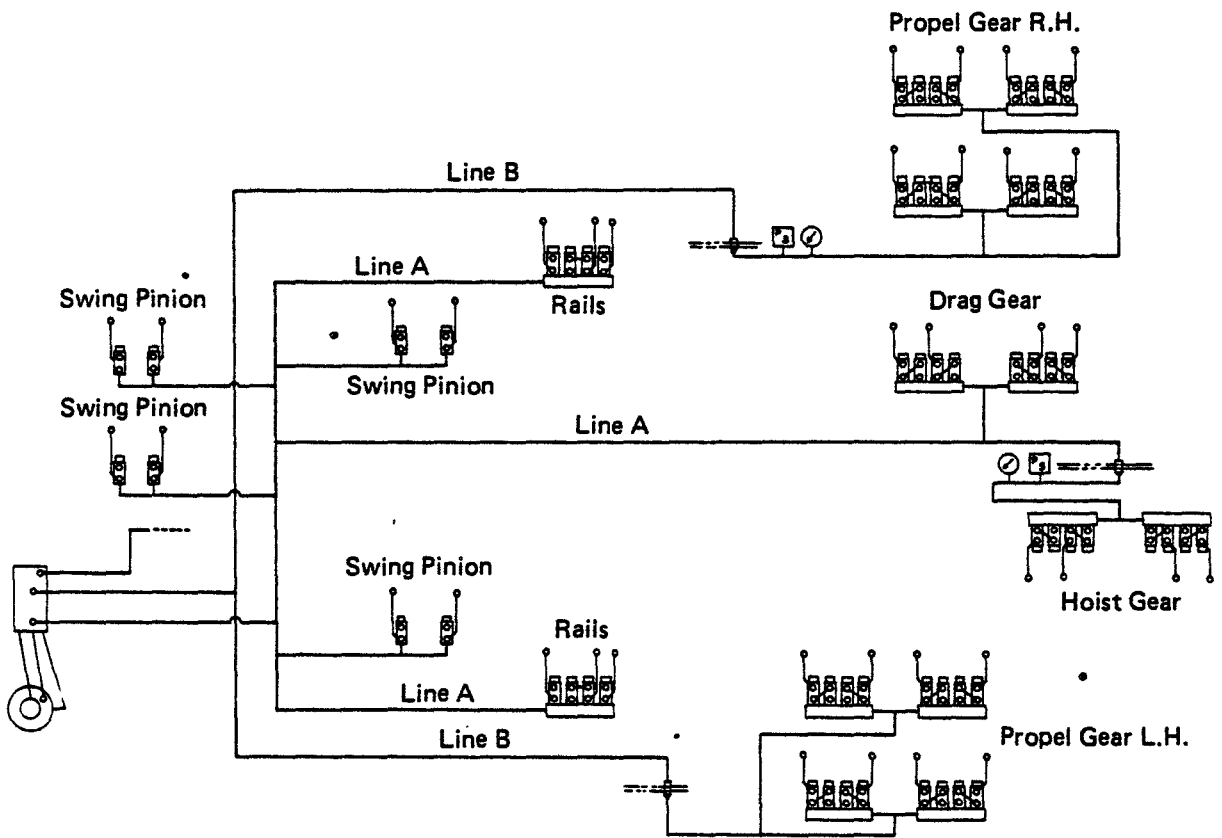 Propel Gear R.H.
Line B
Line A
Rails
Swing Pinion
Drag Gear
Swing Pinion
Swing Pinion
Line A
Swing Pinion
Hoist Gear
Rails
Line A
Line B
Propel Gear L.H.